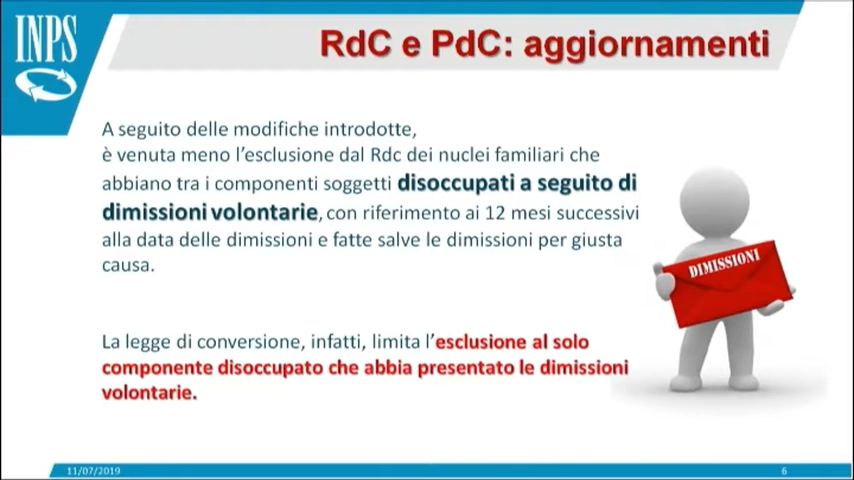 INPS
RdC e PdC: aggiornamenti
A seguito delle modifiche introdotte,
è venuta meno l'esclusione dal Rdc dei nuclei familiari che
abbiano tra i componenti soggetti disoccupati a seguito di
dimissioni volontarie, con riferimento ai 12 mesi successivi
alla data delle dimissioni e fatte salve le dimissioni per giusta
causa.
DIMISSIONI
La legge di conversione, infatti, limita l'esclusione al solo
componente disoccupato che abbia presentato le dimissioni
volontarie.
11/07/2019
6